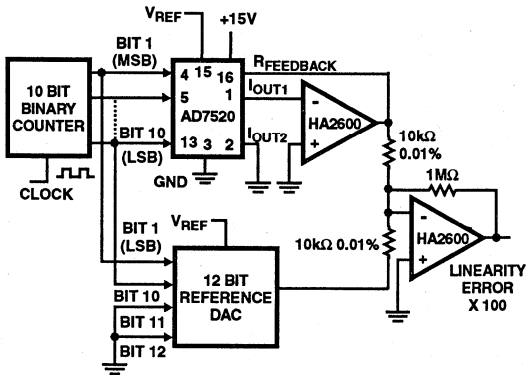 VREF
+15V
BIT 1
(MSB)
RFEEDBACK
4 15 16
IOUT1
1
5
10 BIT
BINARY
COUNTER
AD7520
-
HA2600
+
BIT 10
(LSB)
13 3 2
IOUT2
10kΩ
0.01%
GND
CLOCK
1MΩ
BIT 1
(LSB)
VREF
10kΩ 0.01%
-
HA2600
+
12 BIT
REFERENCE
DAC
BIT 10
BIT 11
BIT 12
LINEARITY
ERROR
X 100